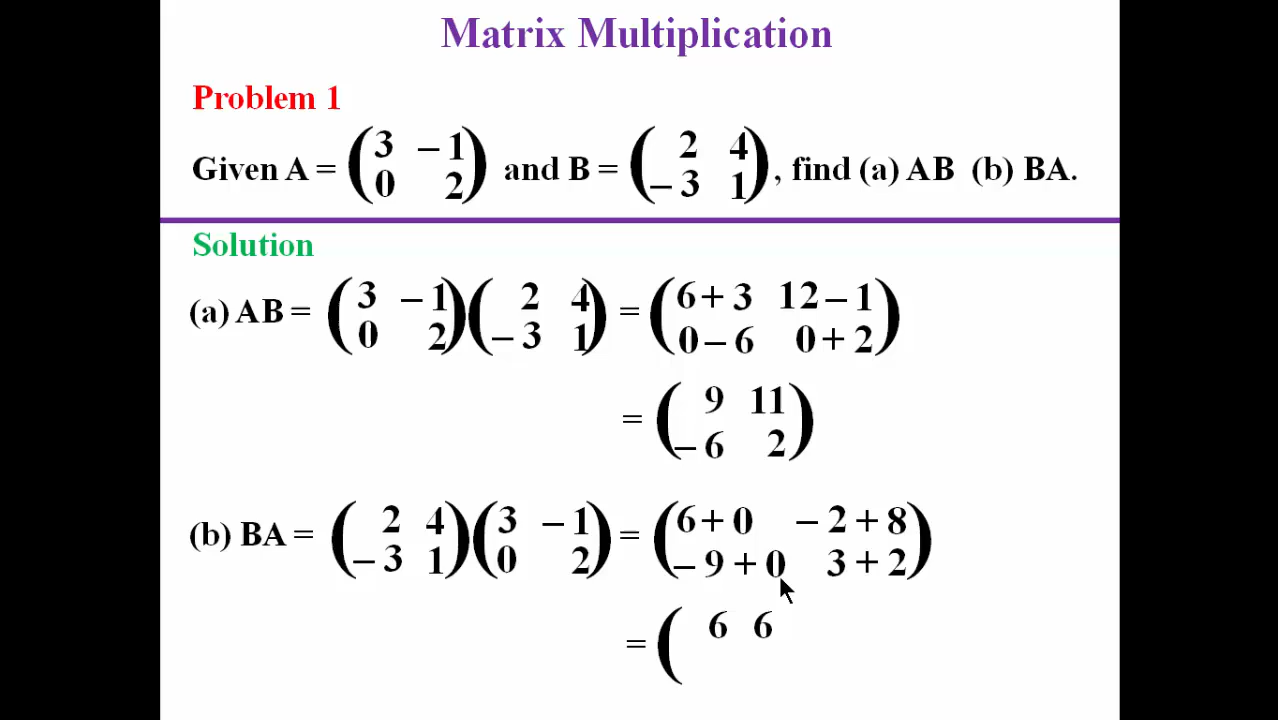 Matrix Multiplication
Problem 1
Given A = (3 – 1 and B = (2 4), find (a) AB (b) BA.
0 2) – 3 1
Solution
(a) AB = (3 – 1)(2 4) = (6 + 3 12 – 1)
0 2 – 3 1 0 – 6 0 + 2
= (9 11)
– 6 2
(b) BA = (2 4)(3 – 1) = (6 + 0 – 2 + 8)
– 3 1 0 2 – 9 + 0 3 + 2
= (6 6